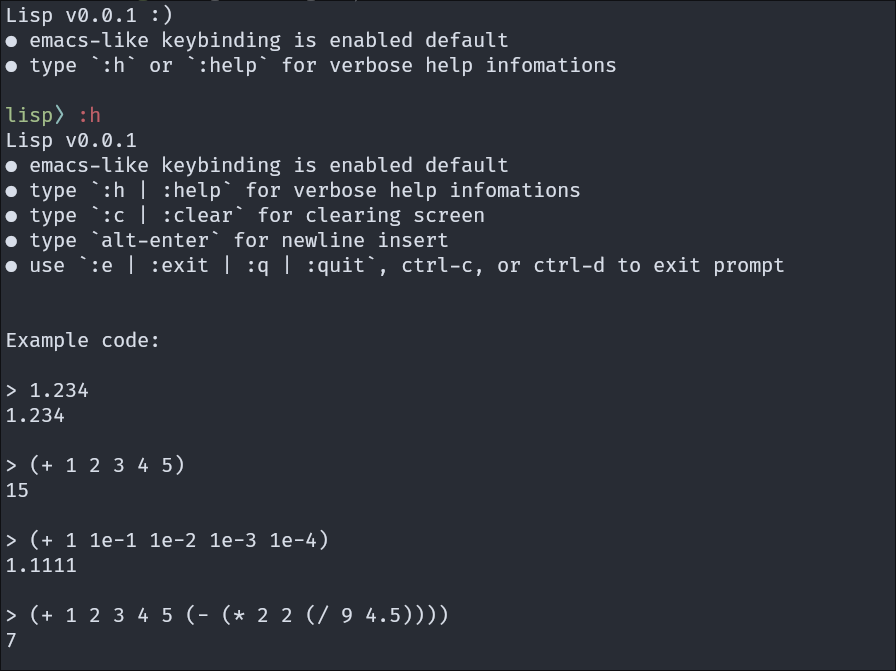 Lisp v0.0.1 :)
● emacs-like keybinding is enabled default
● type `:h` or `:help` for verbose help infomations
lisp〉 :h
Lisp v0.0.1
● emacs-like keybinding is enabled default
● type `:h | :help` for verbose help infomations
● type `:c | :clear` for clearing screen
● type `alt-enter` for newline insert
● use `:e | :exit | :q | :quit`, ctrl-c, or ctrl-d to exit prompt
Example code:
> 1.234
1.234
> (+ 1 2 3 4 5)
15
> (+ 1 1e-1 1e-2 1e-3 1e-4)
1.1111
> (+ 1 2 3 4 5 (- (* 2 2 (/ 9 4.5))))
7